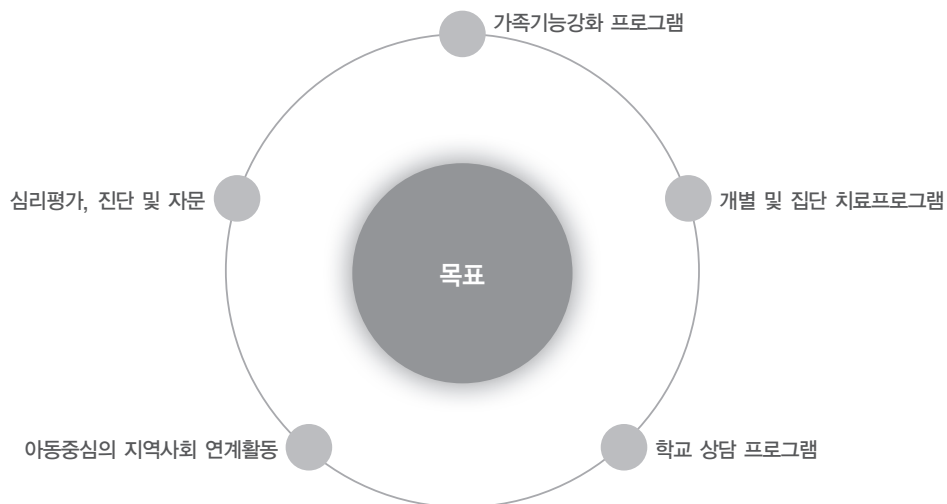 가족기능강화 프로그램
심리평가, 진단 및 자문
개별 및 집단 치료프로그램
목표
아동중심의 지역사회 연계활동
학교 상담 프로그램